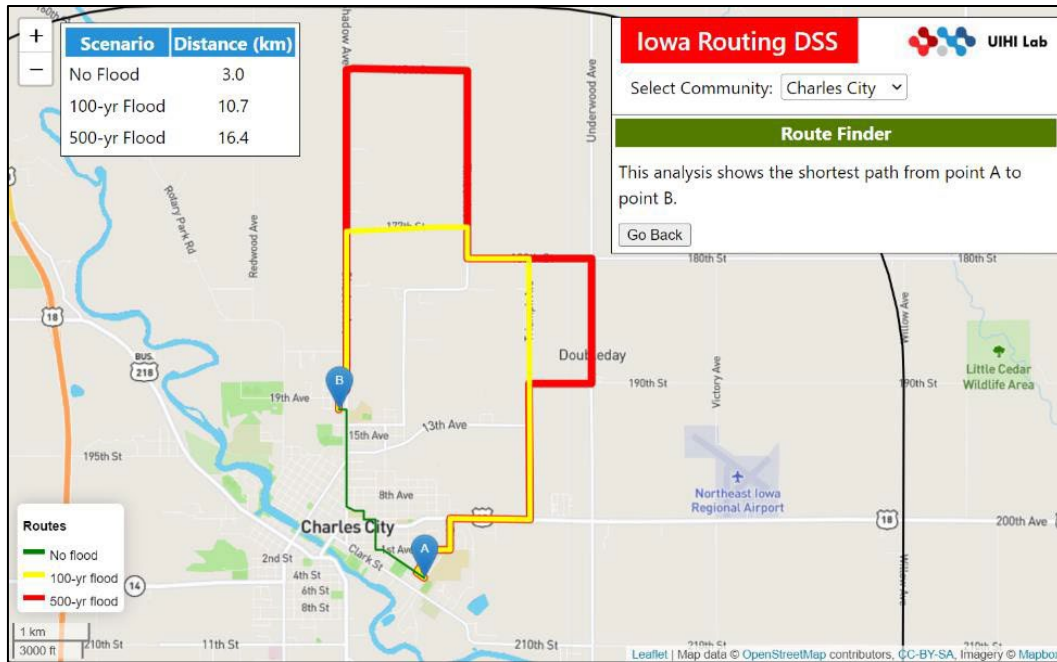 +
−
Scenario Distance (km)
No Flood 3.0
100-yr Flood 10.7
500-yr Flood 16.4
Iowa Routing DSS
UIHI Lab
Select Community: Charles City
Route Finder
This analysis shows the shortest path from point A to
point B.
Go Back
Underwood Ave
Rotary Park Rd
Redwood Ave
180th St
180th St
Willow Ave
18
BUS.
218
Doubleday
Little Cedar
Wildlife Area
190th St
190th St
Victory Ave
B
19th Ave
15th Ave
13th Ave
195th St
8th Ave
Northeast Iowa
Regional Airport
18
200th Ave
Charles City
1st Ave
A
Clark St
Willow Ave
2nd St
4th St
6th St
8th St
14
Routes
No flood
100-yr flood
500-yr flood
1 km
3000 ft
210th St
11th St
210th St
210th St
Leaflet | Map data © OpenStreetMap contributors, CC-BY-SA, Imagery © Mapbox